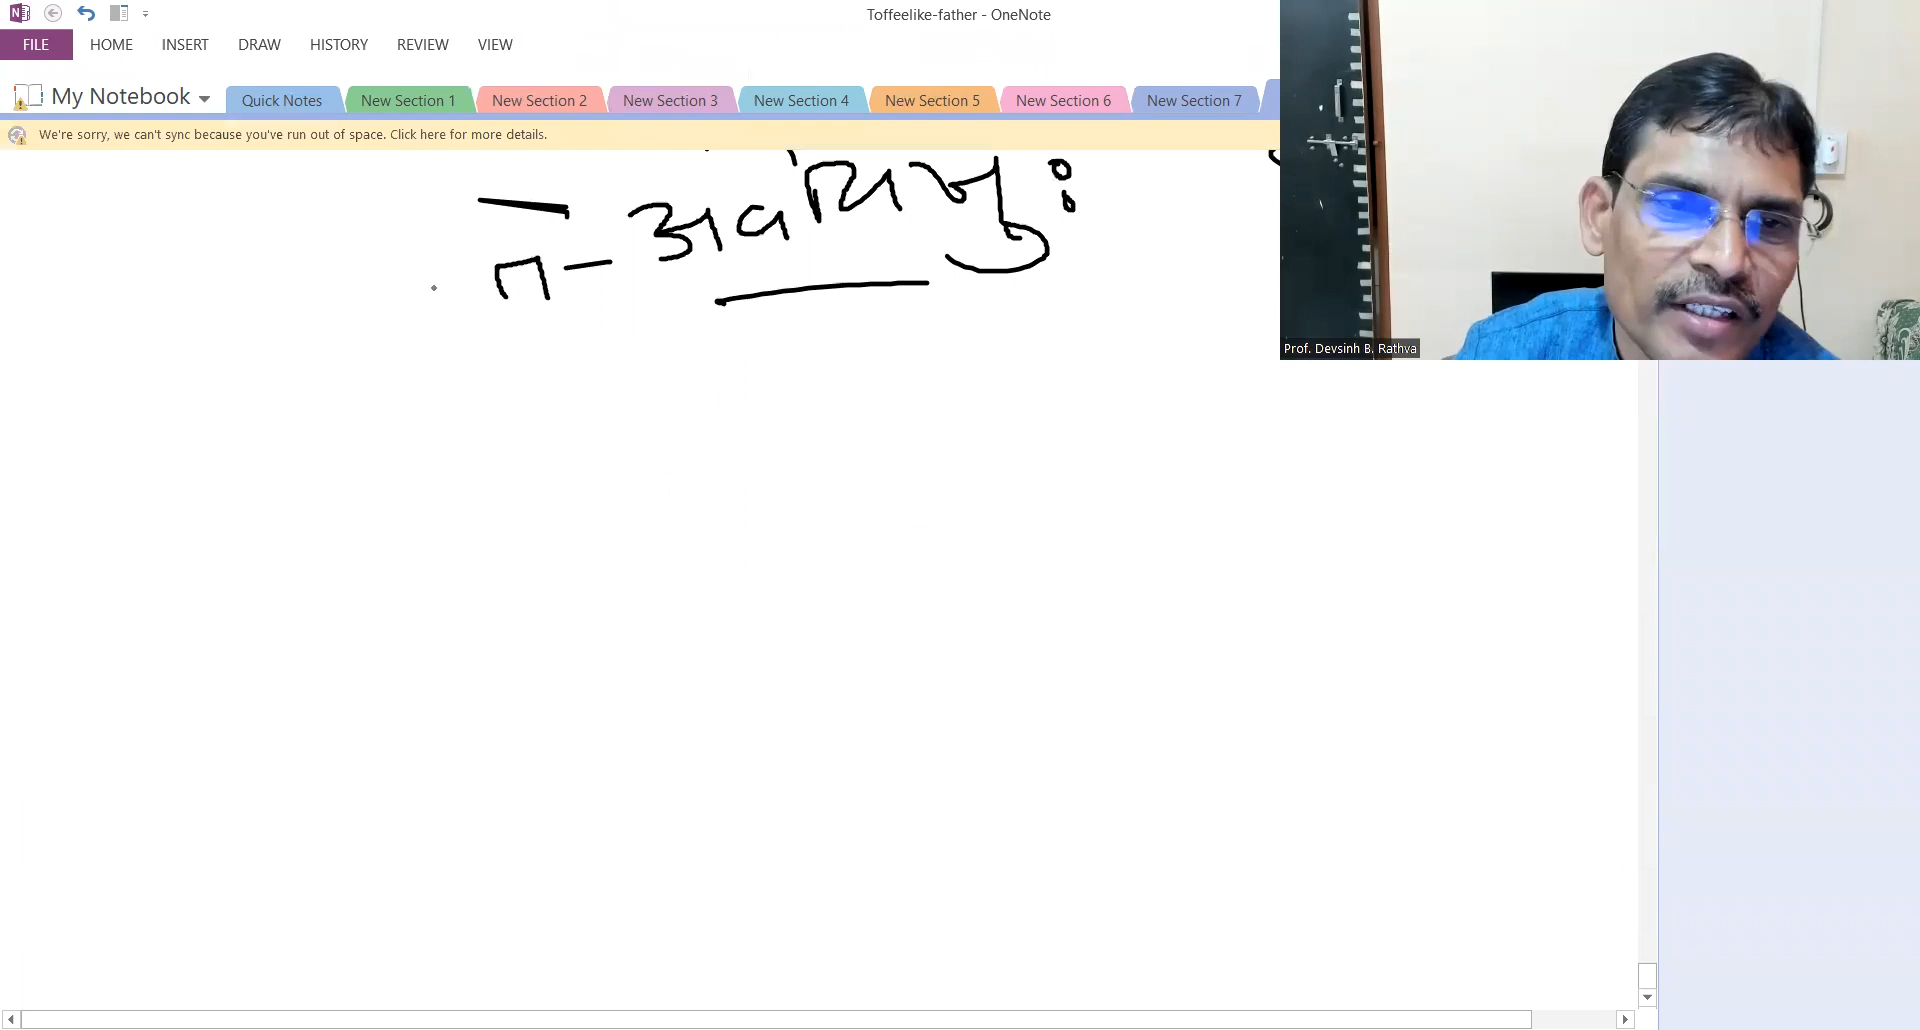 Toffeelike-father - OneNote
FILE HOME INSERT DRAW HISTORY REVIEW VIEW
My Notebook Quick Notes New Section 1 New Section 2 New Section 3 New Section 4 New Section 5 New Section 6 New Section 7
We're sorry, we can't sync because you've run out of space. Click here for more details.
Prof. Devsinh B. Rathva